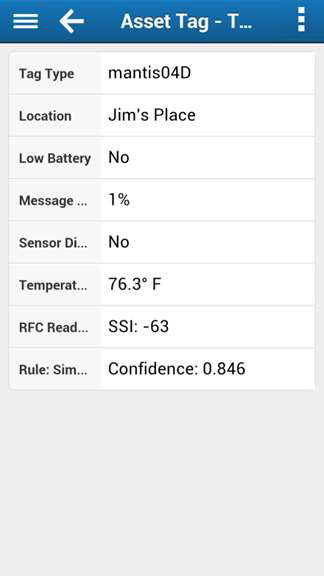 Asset Tag - T...
Tag Type mantis04D
Location Jim's Place
Low Battery No
Message ... 1%
Sensor Di... No
Temperat... 76.3° F
RFC Read... SSI: -63
Rule: Sim... Confidence: 0.846